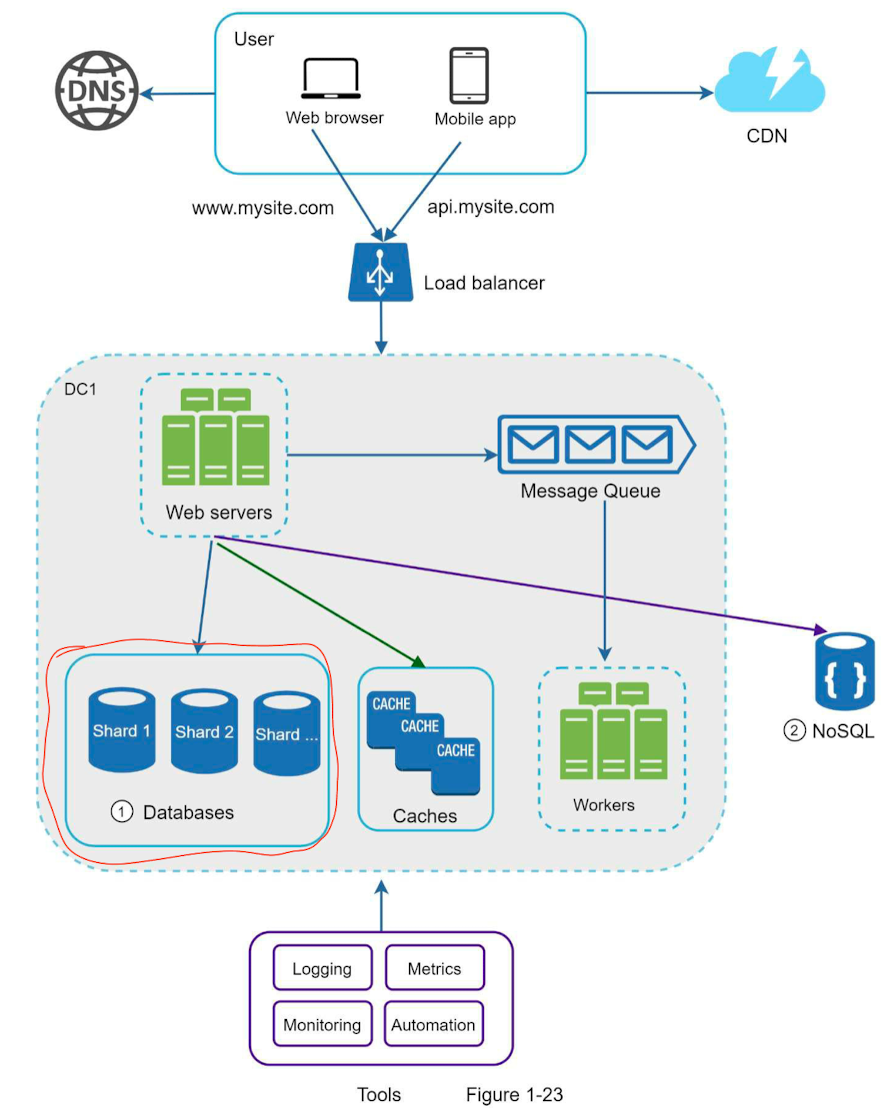 User
DNS
Web browser
Mobile app
CDN
www.mysite.com
api.mysite.com
Load balancer
DC1
Web servers
Message Queue
Shard 1
Shard 2
Shard ...
1 Databases
CACHE
CACHE
CACHE
Caches
Workers
{ }
2 NoSQL
Logging
Metrics
Monitoring
Automation
Tools
Figure 1-23